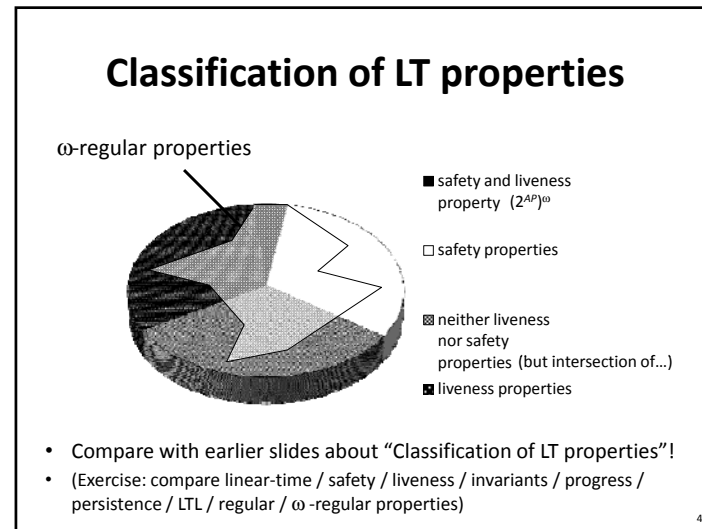 Classification of LT properties
ω-regular properties
safety and liveness
property (2ᴬᴾ)ω
safety properties
neither liveness
nor safety
properties (but intersection of…)
liveness properties
• Compare with earlier slides about “Classification of LT properties”!
• (Exercise: compare linear-time / safety / liveness / invariants / progress /
persistence / LTL / regular / ω -regular properties)
4